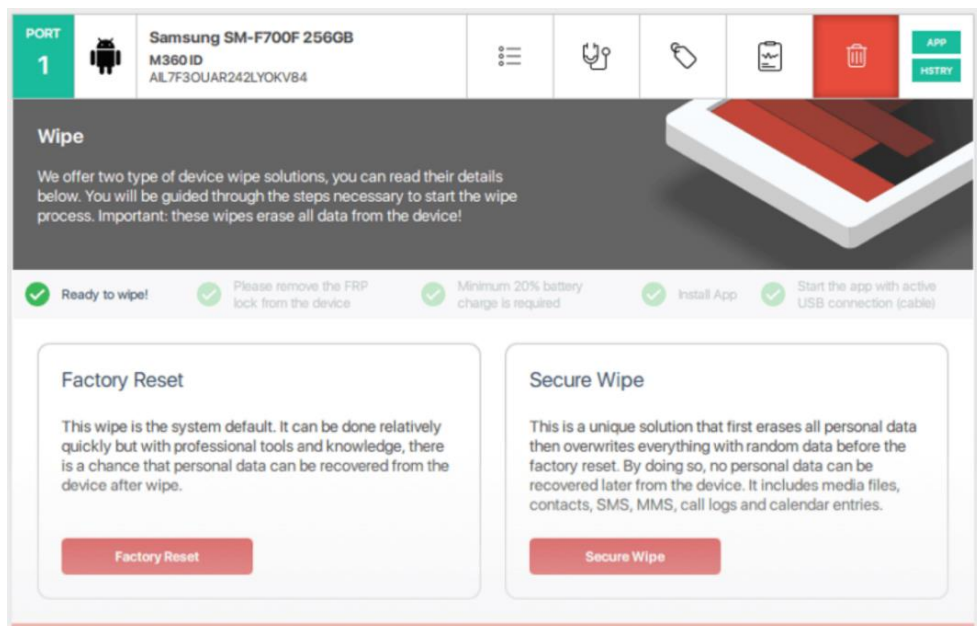 PORT
1
Samsung SM-F700F 256GB
M360 ID
AIL7F3OUAR242LYOKV84
APP
HSTRY
Wipe
We offer two type of device wipe solutions, you can read their details
below. You will be guided through the steps necessary to start the wipe
process. Important: these wipes erase all data from the device!
Ready to wipe!
Please remove the FRP
lock from the device
Minimum 20% battery
charge is required
Install App
Start the app with active
USB connection (cable)
Factory Reset
This wipe is the system default. It can be done relatively
quickly but with professional tools and knowledge, there
is a chance that personal data can be recovered from the
device after wipe.
Factory Reset
Secure Wipe
This is a unique solution that first erases all personal data
then overwrites everything with random data before the
factory reset. By doing so, no personal data can be
recovered later from the device. It includes media files,
contacts, SMS, MMS, call logs and calendar entries.
Secure Wipe